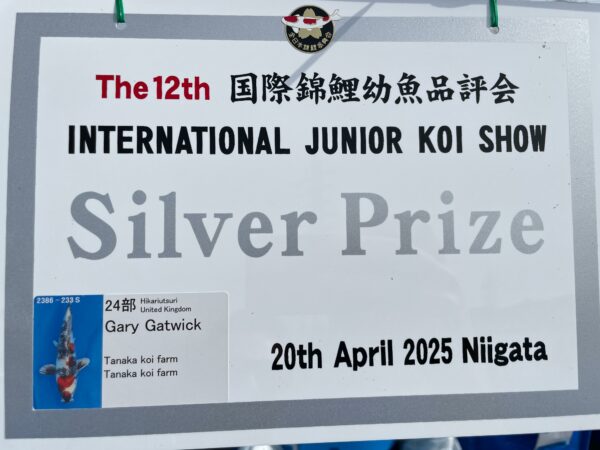 The 12th 国際錦鯉幼魚品評会
INTERNATIONAL JUNIOR KOI SHOW
Silver Prize
2386 - 233 S
24部 Hikariutsuri
United Kingdom
Gary Gatwick
Tanaka koi farm
Tanaka koi farm
20th April 2025 Niigata